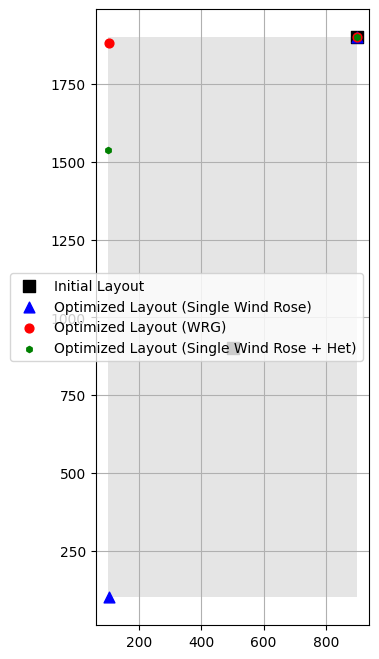 1750
1500
1250
Initial Layout
Optimized Layout (Single Wind Rose)
1000
Optimized Layout (WRG)
Optimized Layout (Single Wind Rose + Het)
750
500
250
200 400 600 800